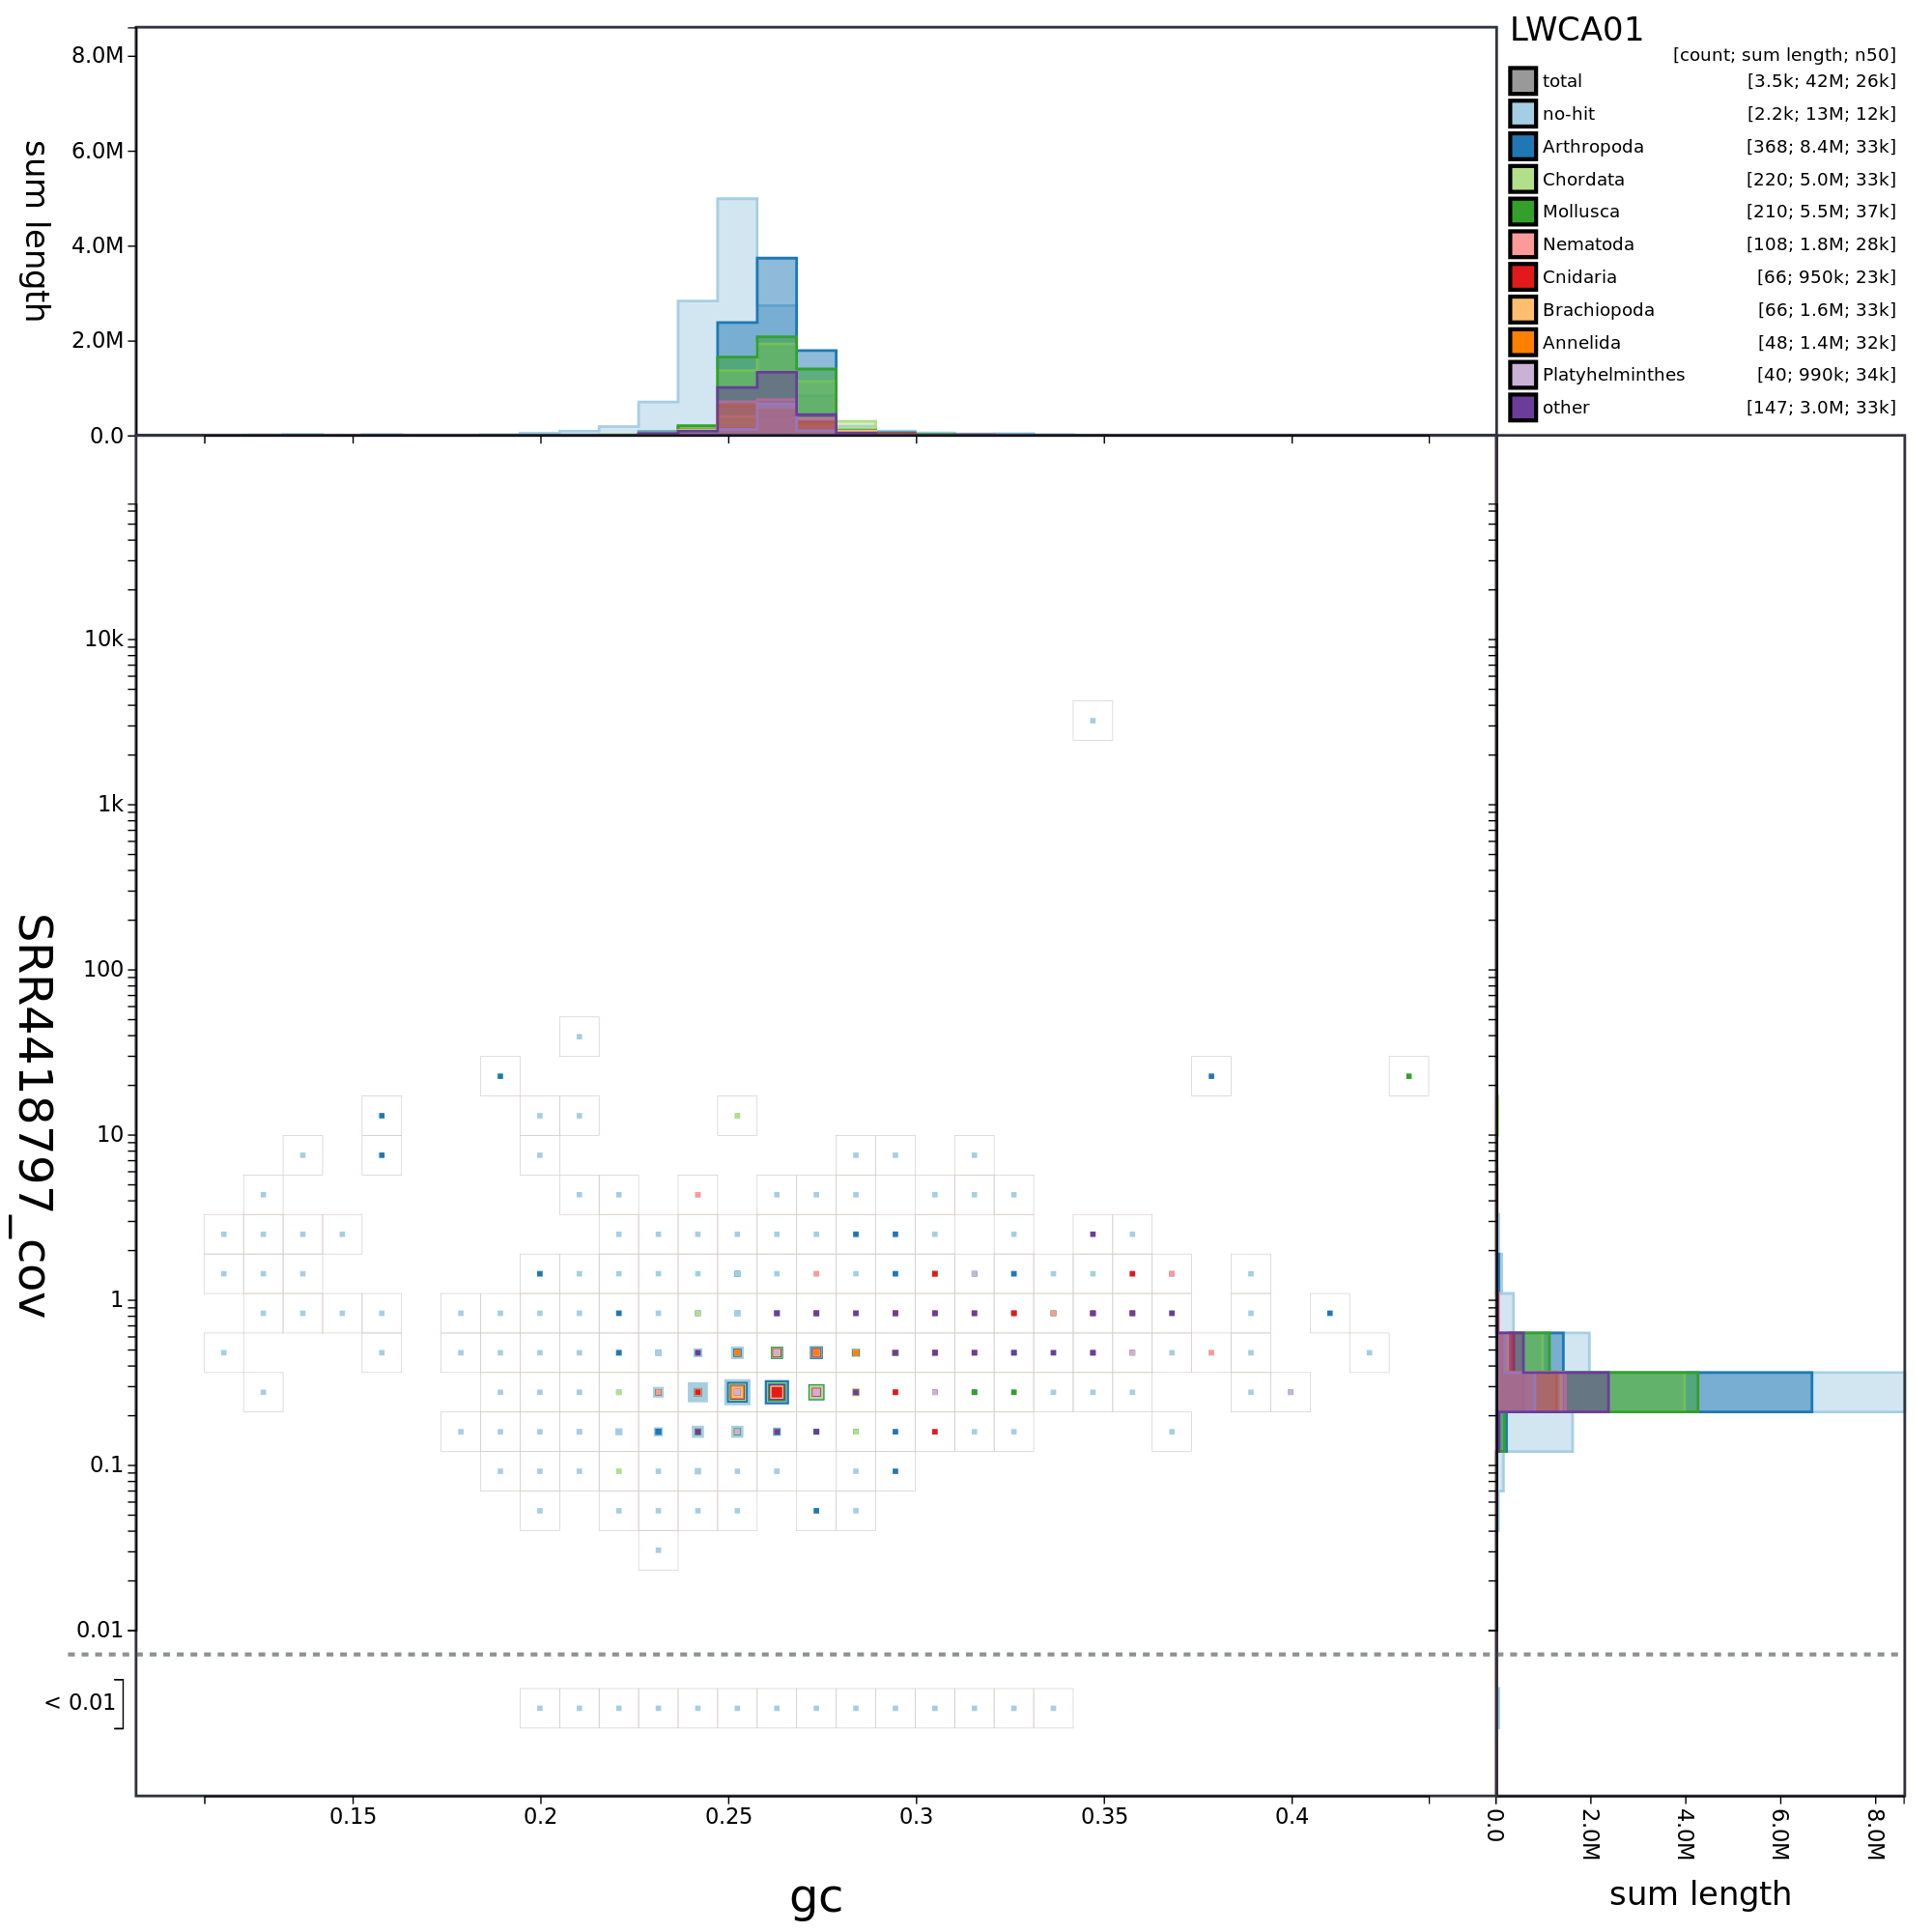 LWCA01
[count; sum length; n50]
total [3.5k; 42M; 26k]
no-hit [2.2k; 13M; 12k]
Arthropoda [368; 8.4M; 33k]
Chordata [220; 5.0M; 33k]
Mollusca [210; 5.5M; 37k]
Nematoda [108; 1.8M; 28k]
Cnidaria [66; 950k; 23k]
Brachiopoda [66; 1.6M; 33k]
Annelida [48; 1.4M; 32k]
Platyhelminthes [40; 990k; 34k]
other [147; 3.0M; 33k]
sum length
8.0M
6.0M
4.0M
2.0M
0.0
SRR4418797_cov
10k
1k
100
10
1
0.1
0.01
< 0.01
0.15 0.2 0.25 0.3 0.35 0.4
gc
0.0 2.0M 4.0M 6.0M 8.0M
sum length